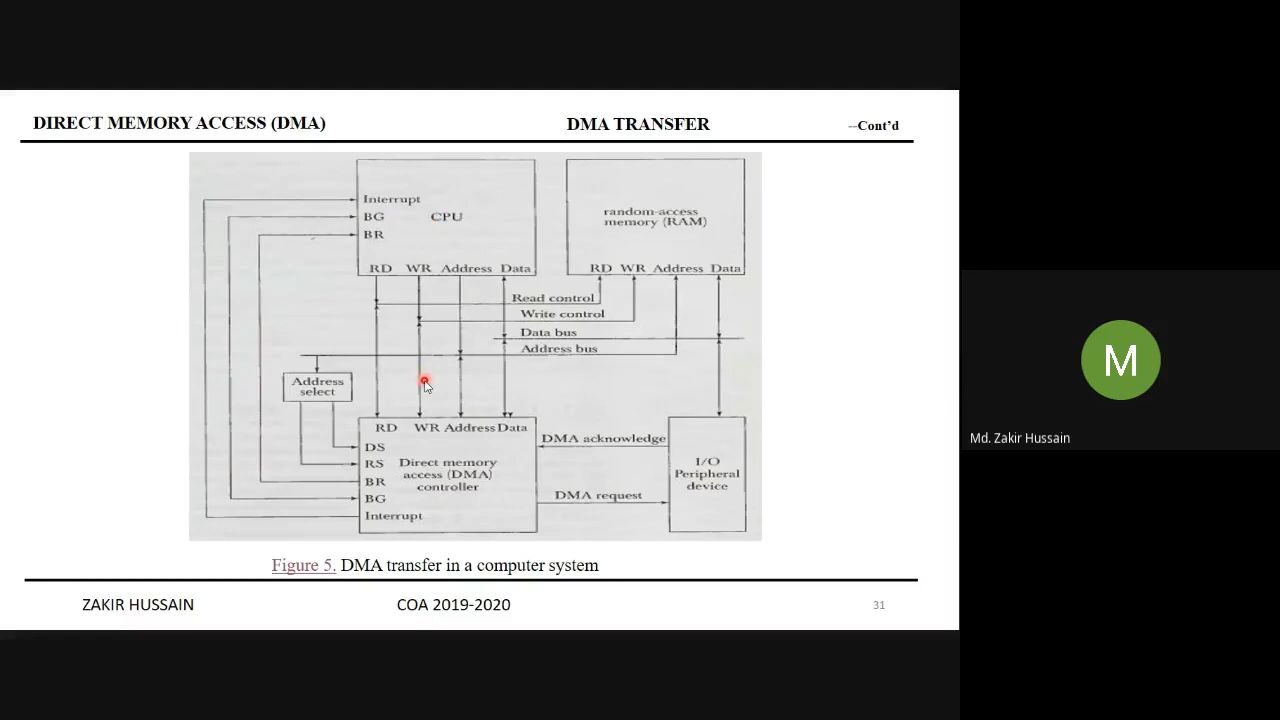 DIRECT MEMORY ACCESS (DMA)
DMA TRANSFER
--Cont’d
Interrupt
BG
CPU
BR
RD WR Address Data
random-access
memory (RAM)
RD WR Address Data
Read control
Write control
Data bus
Address bus
Address
select
RD WR Address Data
DS
RS
BR
BG
Interrupt
Direct memory
access (DMA)
controller
DMA acknowledge
DMA request
I/O
Peripheral
device
Figure 5. DMA transfer in a computer system
ZAKIR HUSSAIN
COA 2019-2020
31
M
Md. Zakir Hussain